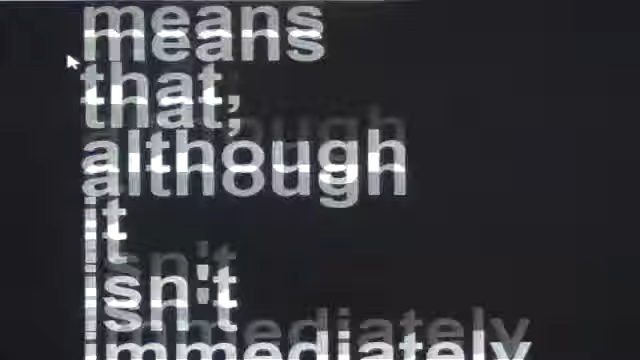 means
that,
although
it
isn't
immediately